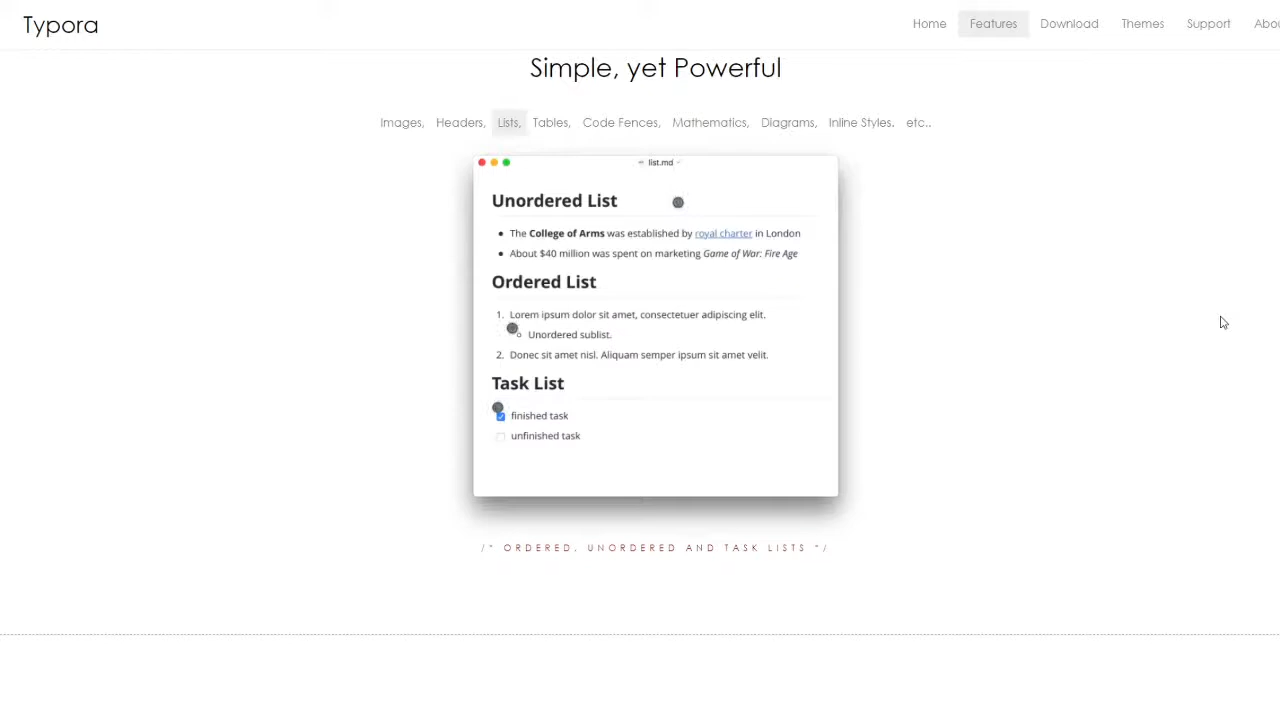 Typora
Home Features Download Themes Support Abou
Simple, yet Powerful
Images, Headers, Lists, Tables, Code Fences, Mathematics, Diagrams, Inline Styles. etc..
list.md
Unordered List
• The College of Arms was established by royal charter in London
• About $40 million was spent on marketing Game of War: Fire Age
Ordered List
1. Lorem ipsum dolor sit amet, consectetuer adipiscing elit.
Unordered sublist.
2. Donec sit amet nisl. Aliquam semper ipsum sit amet velit.
Task List
finished task
unfinished task
/* ORDERED, UNORDERED AND TASK LISTS */